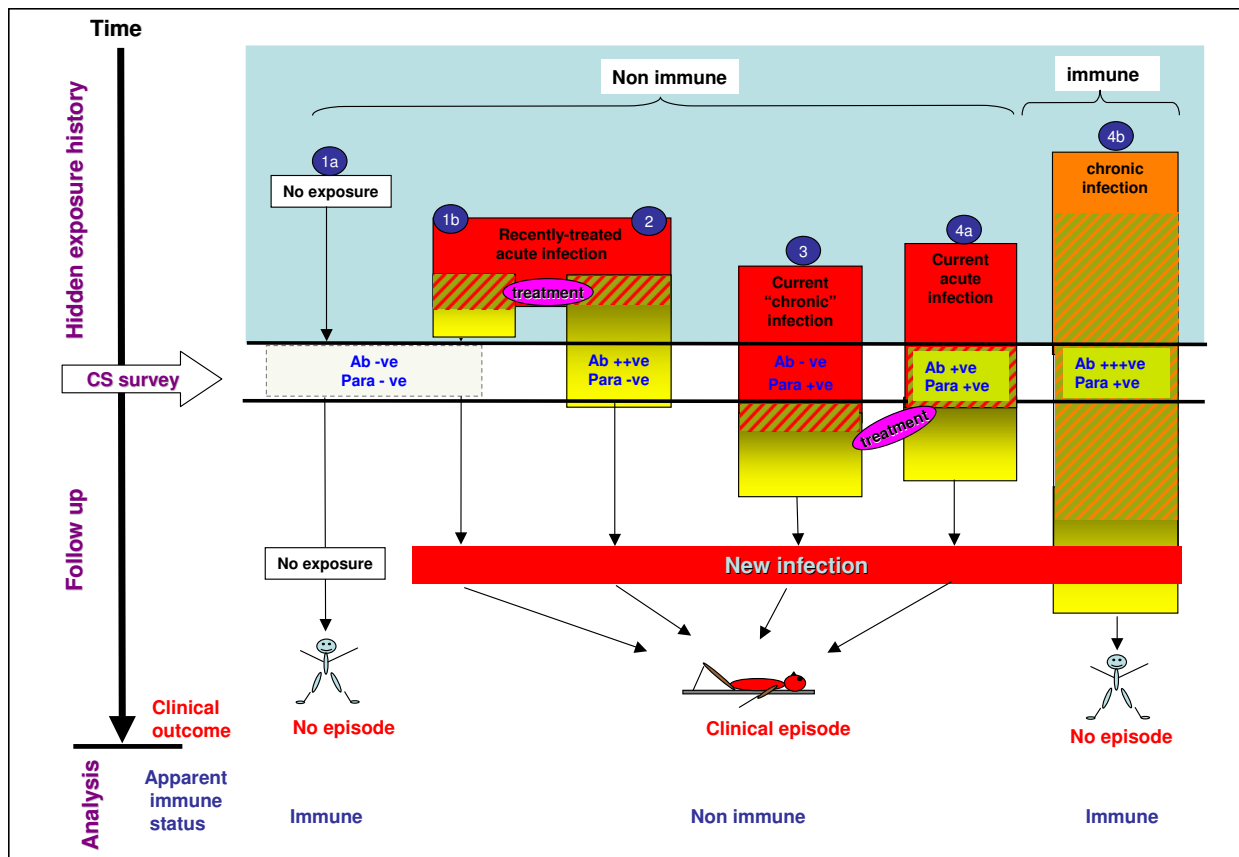 Time
Hidden exposure history
Non immune
immune
1a
No exposure
1b
2
Recently-treated
acute infection
treatment
3
Current
“chronic”
infection
4a
Current
acute
infection
4b
chronic
infection
CS survey
Ab -ve
Para - ve
Ab ++ve
Para -ve
Ab - ve
Para +ve
Ab +ve
Para +ve
Ab +++ve
Para +ve
treatment
Follow up
No exposure
New infection
Clinical
outcome
No episode
Clinical episode
No episode
Analysis
Apparent
immune
status
Immune
Non immune
Immune